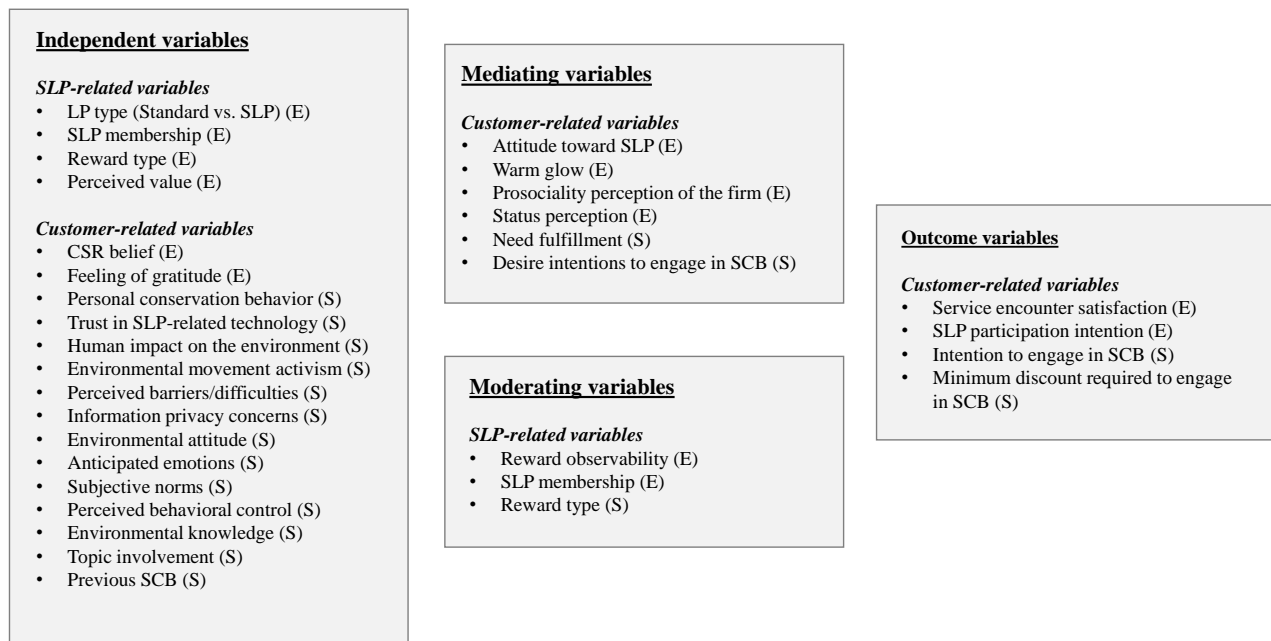 Independent variables
SLP-related variables
• LP type (Standard vs. SLP) (E)
• SLP membership (E)
• Reward type (E)
• Perceived value (E)
Customer-related variables
• CSR belief (E)
• Feeling of gratitude (E)
• Personal conservation behavior (S)
• Trust in SLP-related technology (S)
• Human impact on the environment (S)
• Environmental movement activism (S)
• Perceived barriers/difficulties (S)
• Information privacy concerns (S)
• Environmental attitude (S)
• Anticipated emotions (S)
• Subjective norms (S)
• Perceived behavioral control (S)
• Environmental knowledge (S)
• Topic involvement (S)
• Previous SCB (S)
Mediating variables
Customer-related variables
• Attitude toward SLP (E)
• Warm glow (E)
• Prosociality perception of the firm (E)
• Status perception (E)
• Need fulfillment (S)
• Desire intentions to engage in SCB (S)
Moderating variables
SLP-related variables
• Reward observability (E)
• SLP membership (E)
• Reward type (S)
Outcome variables
Customer-related variables
• Service encounter satisfaction (E)
• SLP participation intention (E)
• Intention to engage in SCB (S)
• Minimum discount required to engage
in SCB (S)